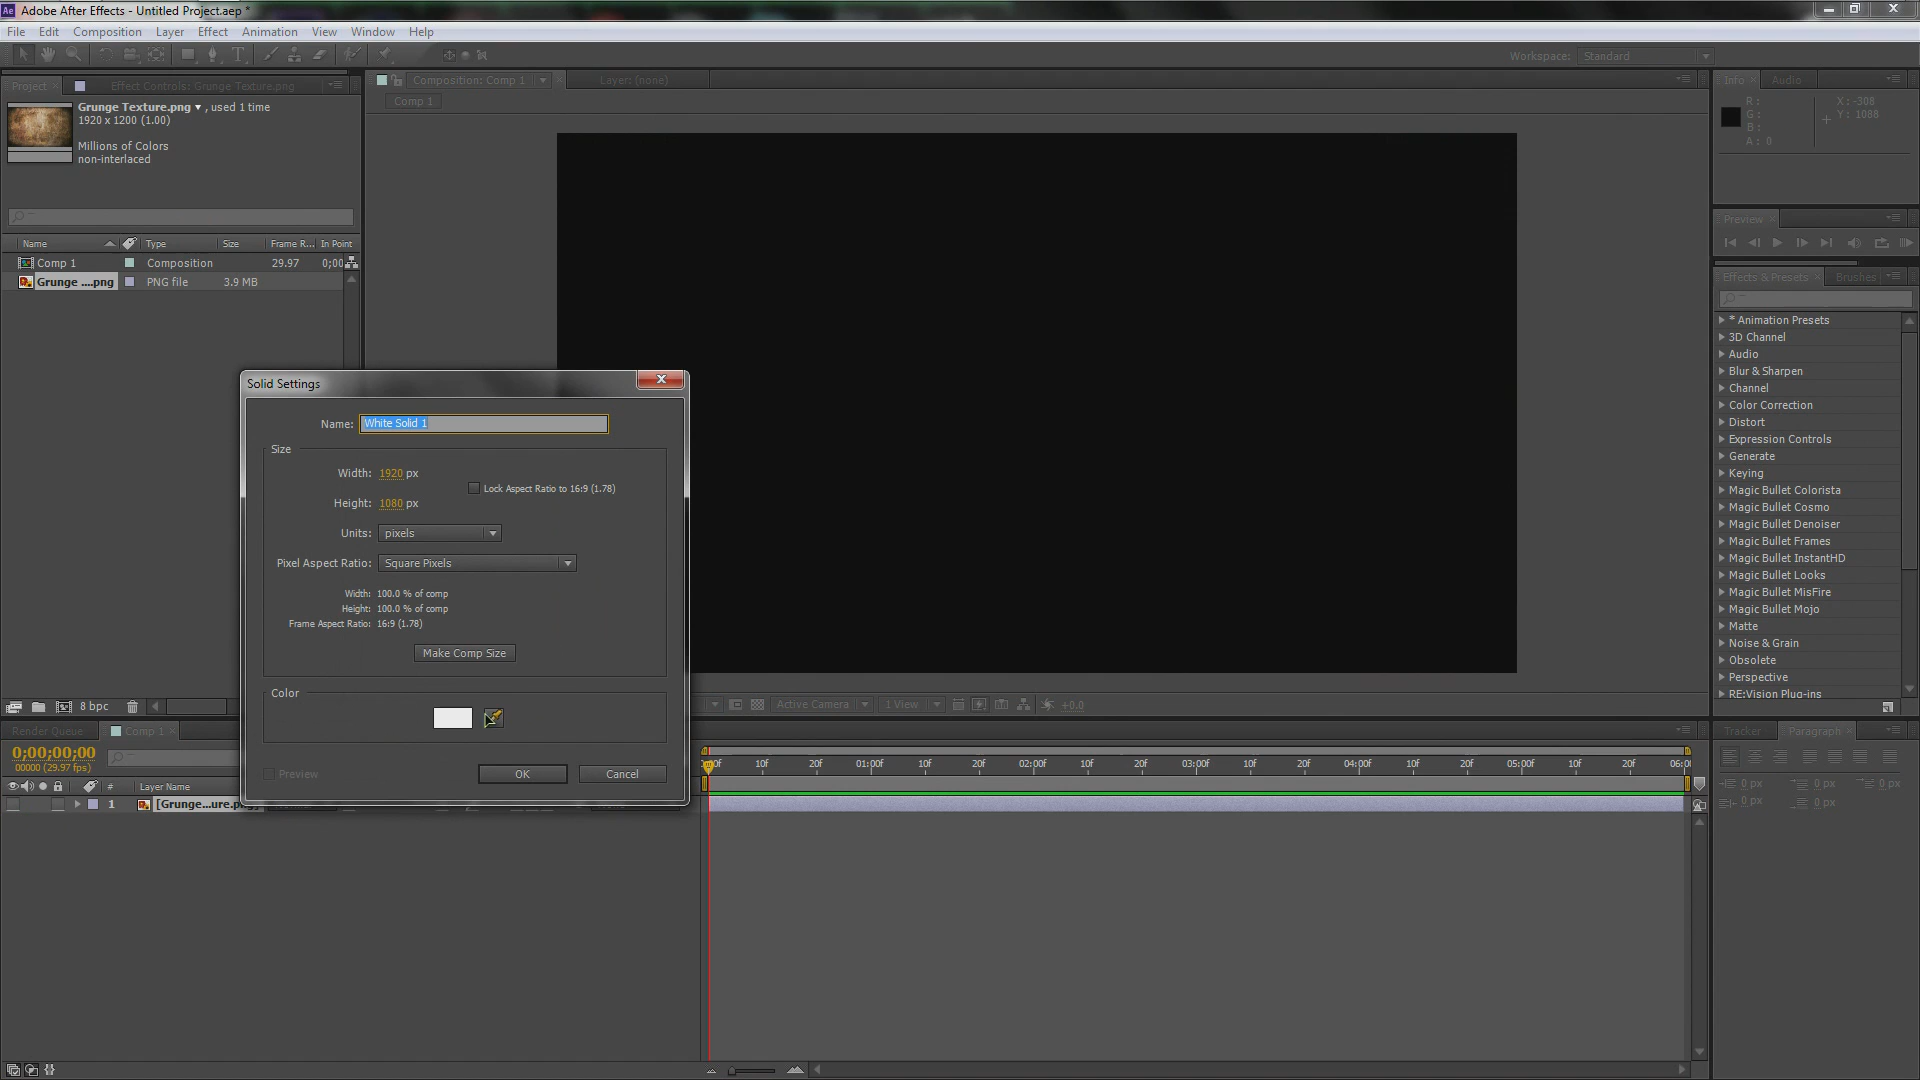 Ae Adobe After Effects - Untitled Project.aep *
File Edit Composition Layer Effect Animation View Window Help
T
Workspace: Standard
Project
Effect Controls: Grunge Texture.png
Composition: Comp 1
Layer: (none)
Info
Audio
Comp 1
Grunge Texture.png , used 1 time
1920 x 1200 (1.00)
Millions of Colors
non-interlaced
R :
G :
B :
A : 0
X : -308
Y : 1088
Preview
Name Type Size Frame R... In Point
Comp 1 Composition 29.97 0;00
Grunge ....png PNG file 3.9 MB
Effects & Presets
Brushes
* Animation Presets
3D Channel
Audio
Blur & Sharpen
Channel
Color Correction
Distort
Expression Controls
Generate
Keying
Magic Bullet Colorista
Magic Bullet Cosmo
Magic Bullet Denoiser
Magic Bullet Frames
Magic Bullet InstantHD
Magic Bullet Looks
Magic Bullet MisFire
Magic Bullet Mojo
Matte
Noise & Grain
Obsolete
Perspective
RE:Vision Plug-ins
Solid Settings
Name: White Solid 1
Size
Width: 1920 px
Lock Aspect Ratio to 16:9 (1.78)
Height: 1080 px
Units: pixels
Pixel Aspect Ratio: Square Pixels
Width: 100.0 % of comp
Height: 100.0 % of comp
Frame Aspect Ratio: 16:9 (1.78)
Make Comp Size
Color
Preview
OK
Cancel
8 bpc
Active Camera
1 View
+0.0
Render Queue
Comp 1
Tracker
Paragraph
0;00;00;00
00000 (29.97 fps)
10f 20f 01:00f 10f 20f 02:00f 10f 20f 03:00f 10f 20f 04:00f 10f 20f 05:00f 10f 20f 06:0
# Layer Name
1 [Grunge...ure.p
0 px 0 px 0 px
0 px 0 px